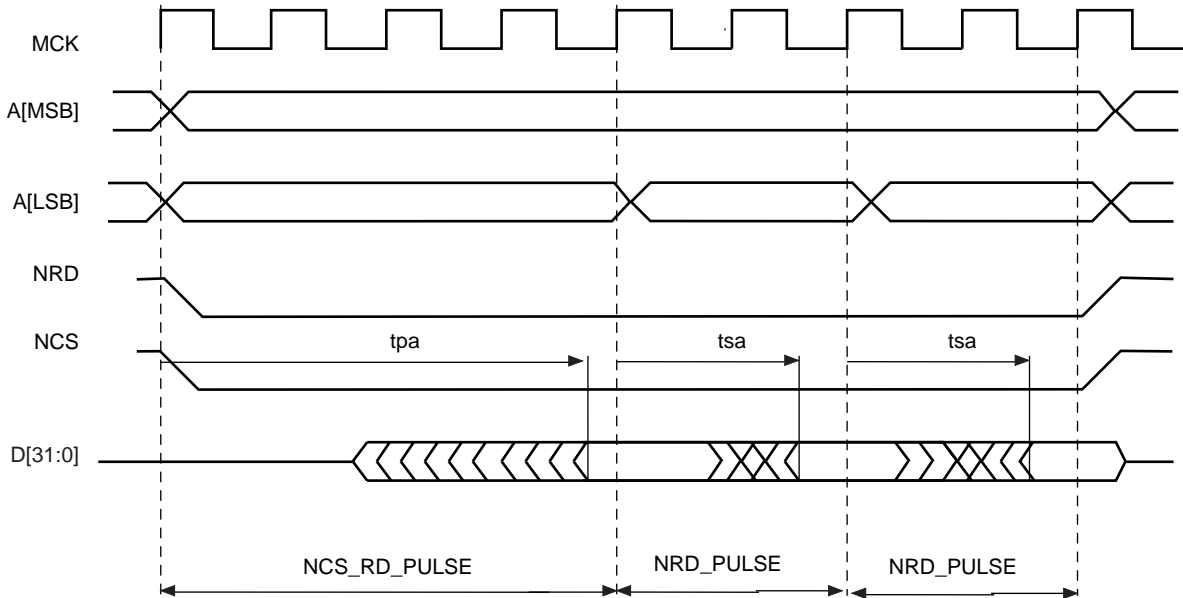 MCK
A[MSB]
A[LSB]
NRD
NCS
tpa
tsa
tsa
D[31:0]
NCS_RD_PULSE
NRD_PULSE
NRD_PULSE